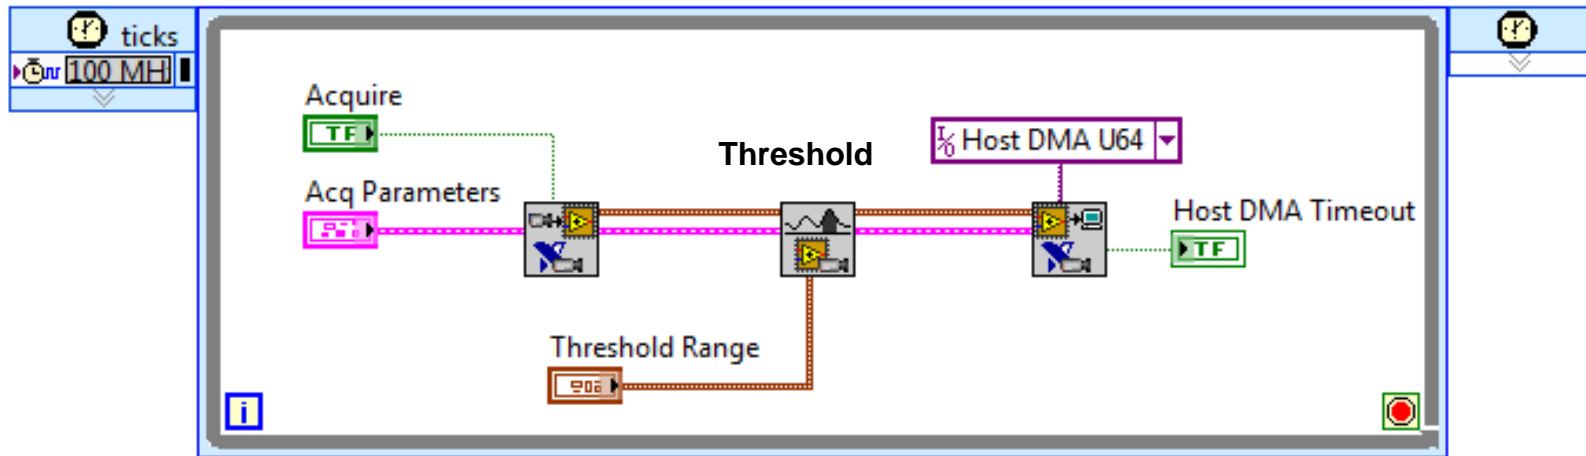 ticks
100 MH
Acquire
TF
Threshold
I/O Host DMA U64
Acq Parameters
Host DMA Timeout
TF
Threshold Range
i